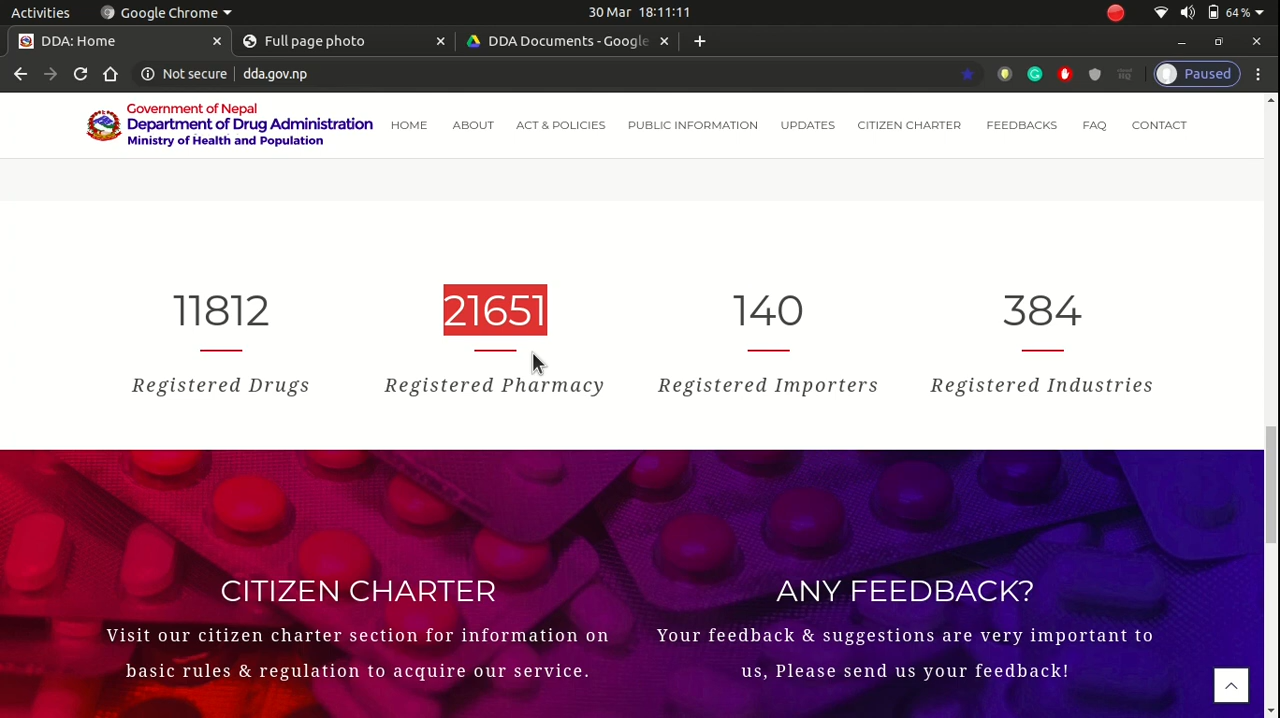 Activities Google Chrome 30 Mar 18:11:11 64 %
DDA: Home Full page photo DDA Documents - Google
Not secure dda.gov.np Paused
Government of Nepal
Department of Drug Administration
Ministry of Health and Population
HOME ABOUT ACT & POLICIES PUBLIC INFORMATION UPDATES CITIZEN CHARTER FEEDBACKS FAQ CONTACT
11812 21651 140 384
Registered Drugs Registered Pharmacy Registered Importers Registered Industries
CITIZEN CHARTER
Visit our citizen charter section for information on
basic rules & regulation to acquire our service.
ANY FEEDBACK?
Your feedback & suggestions are very important to
us, Please send us your feedback!